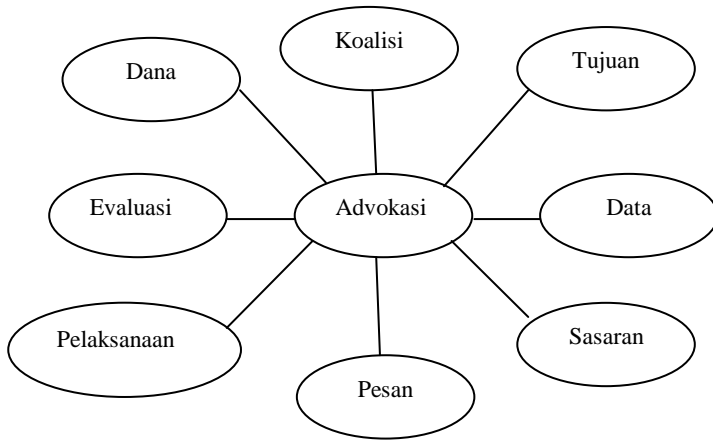 Koalisi
Dana
Tujuan
Evaluasi
Advokasi
Data
Pelaksanaan
Sasaran
Pesan